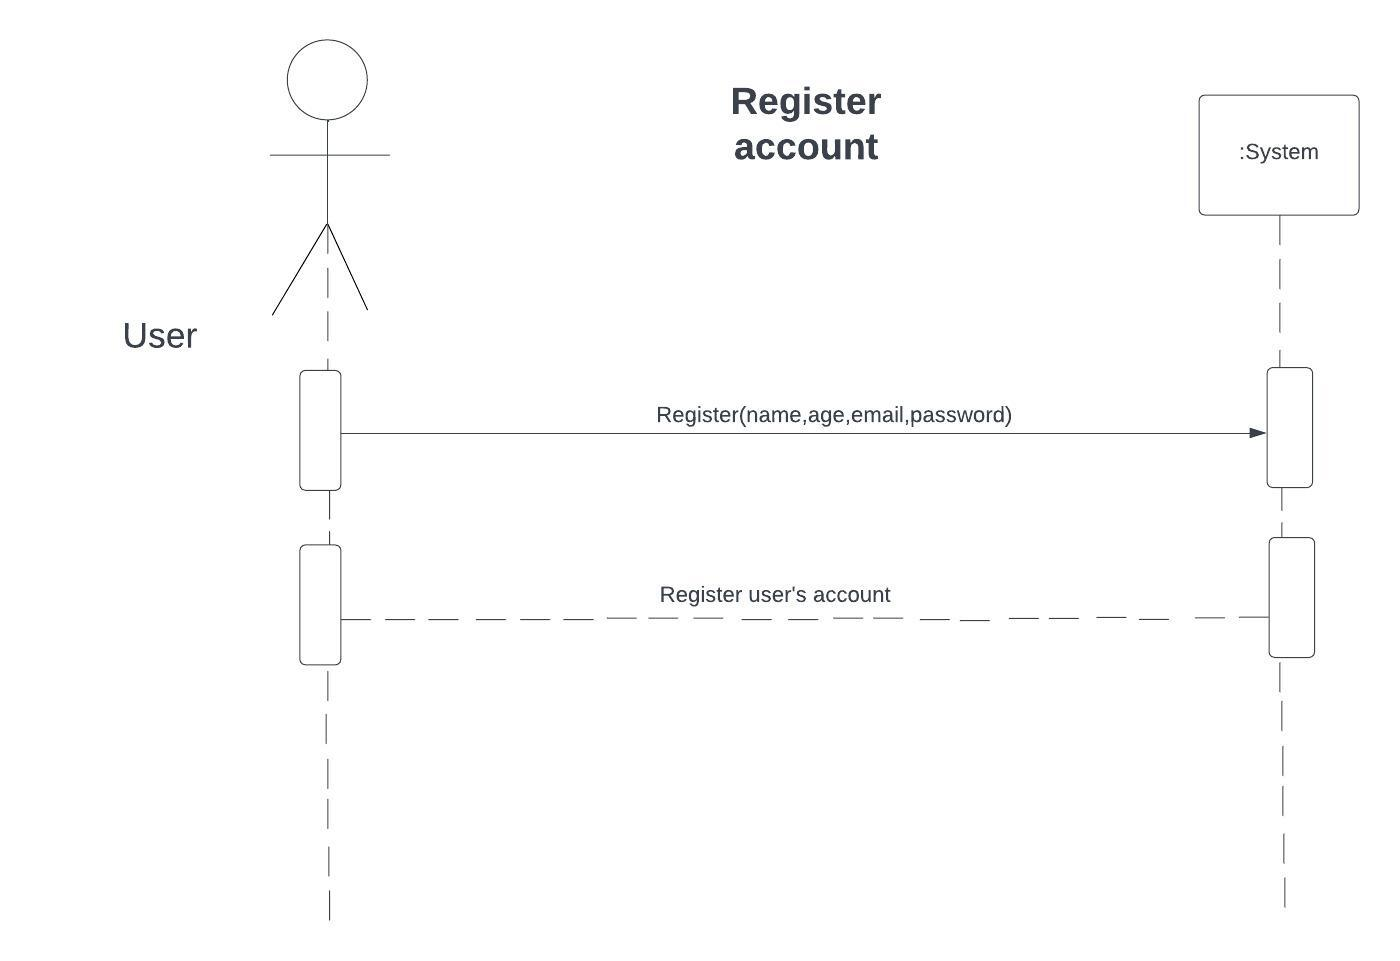 Register
account
:System
User
Register(name,age,email,password)
Register user's account